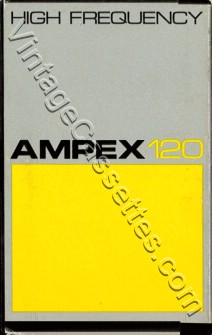 HIGH FREQUENCY
AMPEX 120
VintageCassettes.com